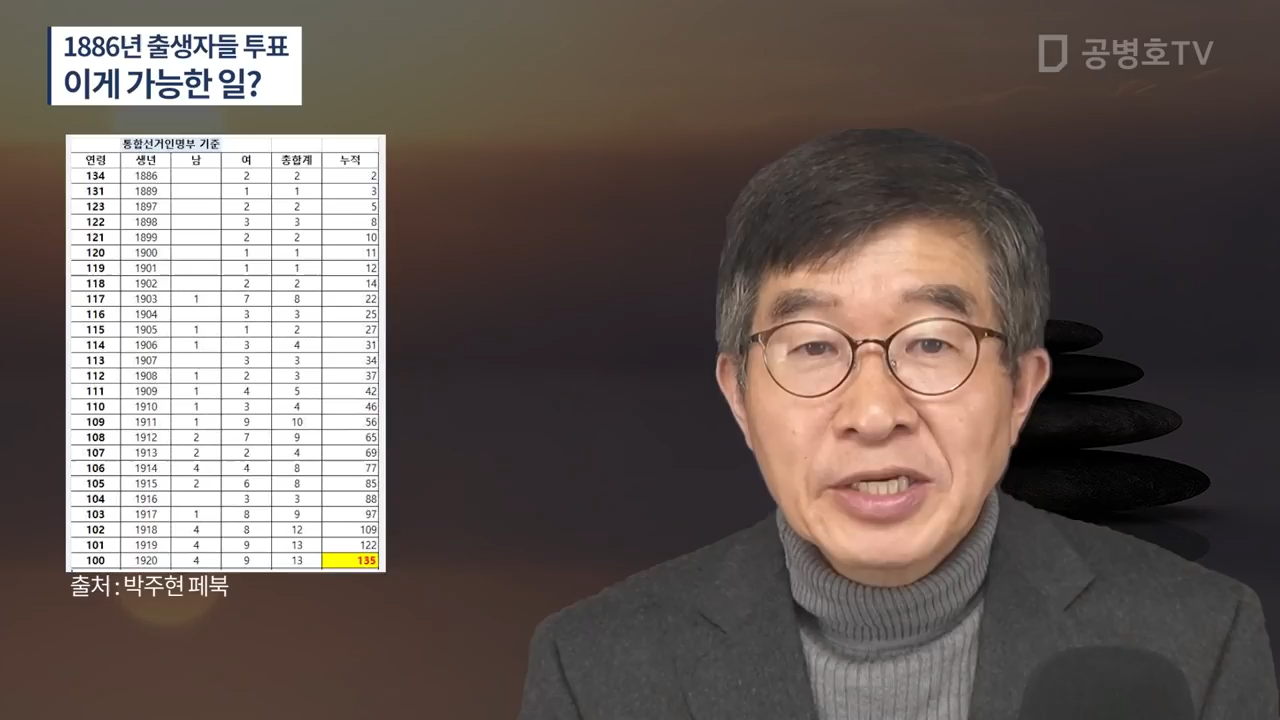 1886년 출생자들 투표
이게 가능한 일?
공병호TV
통합선거인명부 기준
연령 생년 남 여 총합계 누적
134 1886 2 2 2
131 1889 1 1 3
123 1897 2 2 5
122 1898 3 3 8
121 1899 2 2 10
120 1900 1 1 11
119 1901 1 1 12
118 1902 2 2 14
117 1903 1 7 8 22
116 1904 3 3 25
115 1905 1 1 2 27
114 1906 1 3 4 31
113 1907 3 3 34
112 1908 1 2 3 37
111 1909 1 4 5 42
110 1910 1 3 4 46
109 1911 1 9 10 56
108 1912 2 7 9 65
107 1913 2 2 4 69
106 1914 4 4 8 77
105 1915 2 6 8 85
104 1916 3 3 88
103 1917 1 8 9 97
102 1918 4 8 12 109
101 1919 4 9 13 122
100 1920 4 9 13 135
출처 : 박주현 페북